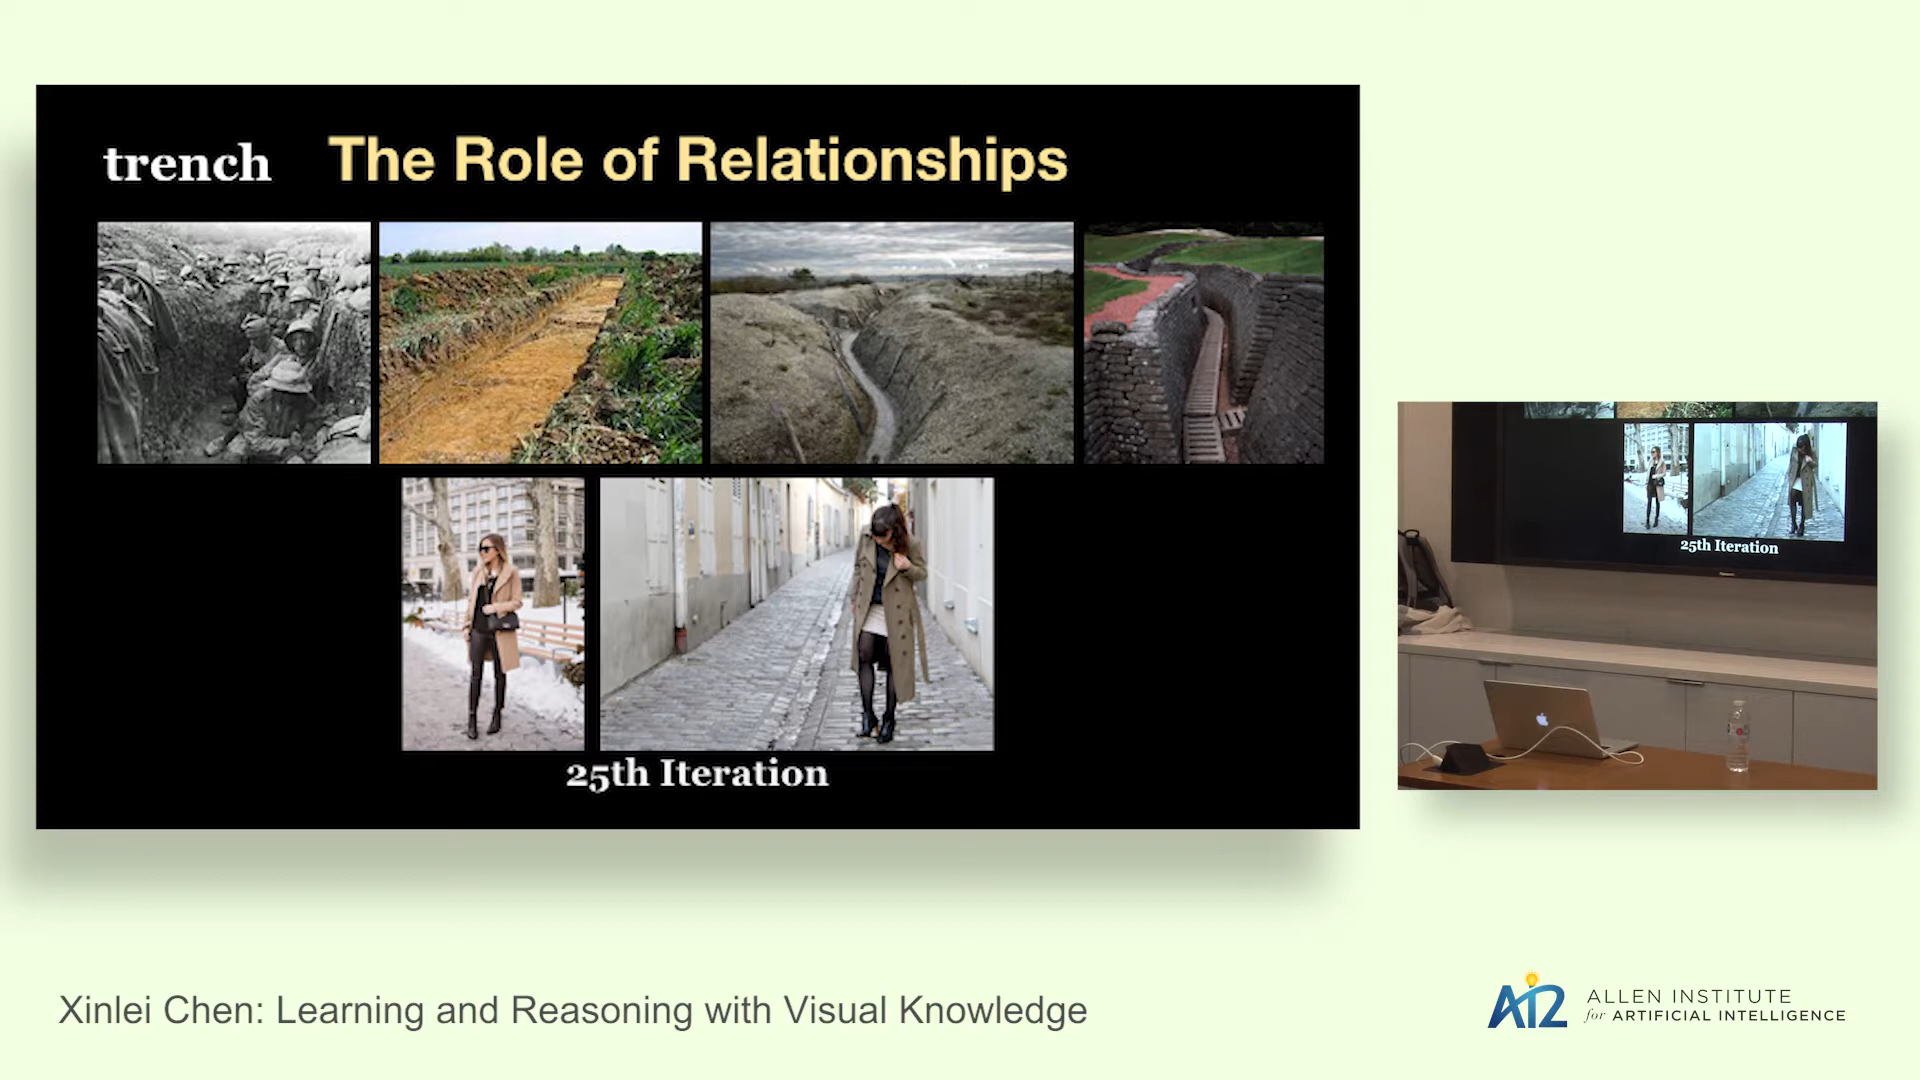 trench The Role of Relationships
25th Iteration
25th Iteration
Xinlei Chen: Learning and Reasoning with Visual Knowledge
AI2 ALLEN INSTITUTE
for ARTIFICIAL INTELLIGENCE